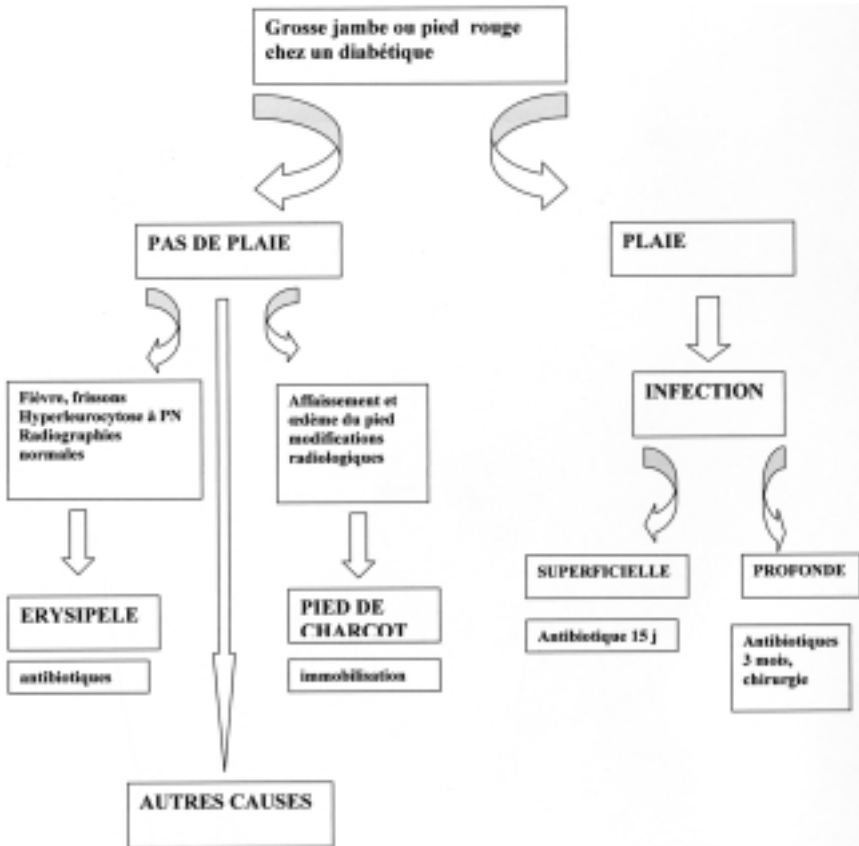 Grosse jambe ou pied rouge
chez un diabétique
PAS DE PLAIE
PLAIE
Fièvre, frissons
Hyperleurocytose à PN
Radiographies
normales
Affaissement et
œdème du pied
modifications
radiologiques
INFECTION
ERYSIPELE
antibiotiques
PIED DE
CHARCOT
immobilisation
SUPERFICIELLE
Antibiotique 15 j
PROFONDE
Antibiotiques
3 mois,
chirurgie
AUTRES CAUSES